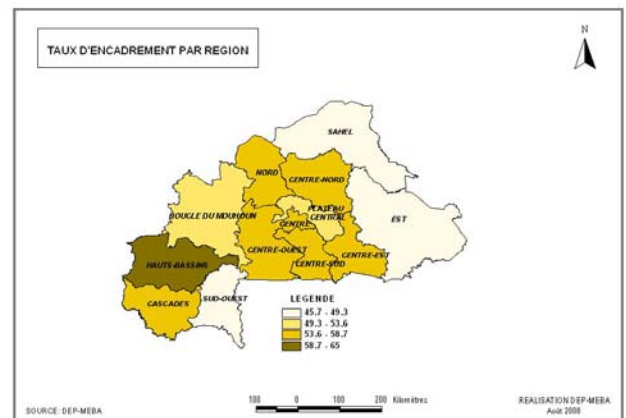 TAUX D'ENCADREMENT PAR REGION
N
SAHEL
NORD
CENTRE-NORD
BOUCLE DU MOUHOUN
PLATEAU
CENTRAL
EST
CENTRE
CENTRE-OUEST
CENTRE-EST
CENTRE-SUD
HAUTS-BASSINS
CASCADES
SUD-OUEST
LEGENDE
45.7 - 49.3
49.3 - 53.6
53.6 - 58.7
58.7 - 65
100 0 100 200 Kilomètres
SOURCE: DEP-MEBA
REALISATION DEP-MEBA
Août 2008